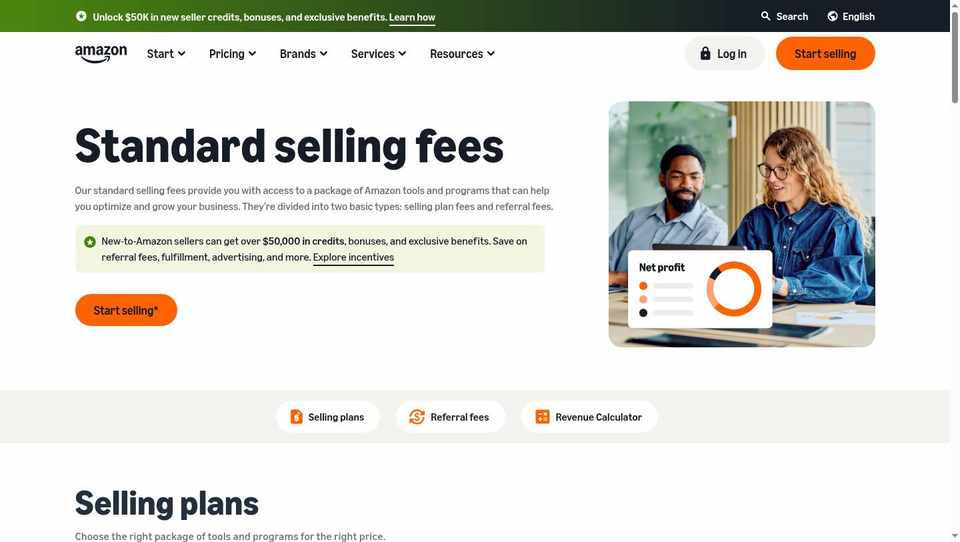 Unlock $50K in new seller credits, bonuses, and exclusive benefits. Learn how
Search
English
amazon
Start
Pricing
Brands
Services
Resources
Log in
Start selling
Standard selling fees
Our standard selling fees provide you with access to a package of Amazon tools and programs that can help
you optimize and grow your business. They're divided into two basic types: selling plan fees and referral fees.
New-to-Amazon sellers can get over $50,000 in credits, bonuses, and exclusive benefits. Save on
referral fees, fulfillment, advertising, and more. Explore incentives
Start selling*
Net profit
Selling plans
Referral fees
Revenue Calculator
Selling plans
Choose the right package of tools and programs for the right price.